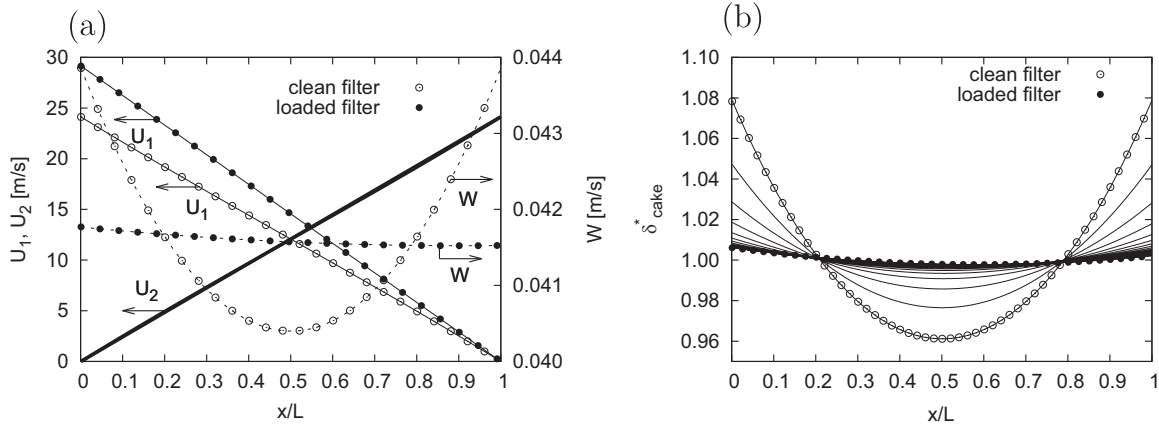 (a)
30
25
20
15
10
5
0
U1, U2 [m/s]
clean filter
loaded filter
U1
U1
U2
W
W
0.044
0.043
0.042
0.041
0.040
W [m/s]
0 0.1 0.2 0.3 0.4 0.5 0.6 0.7 0.8 0.9 1
x/L
(b)
1.10
1.08
1.06
1.04
1.02
1.00
0.98
0.96
δ*cake
clean filter
loaded filter
0 0.1 0.2 0.3 0.4 0.5 0.6 0.7 0.8 0.9 1
x/L